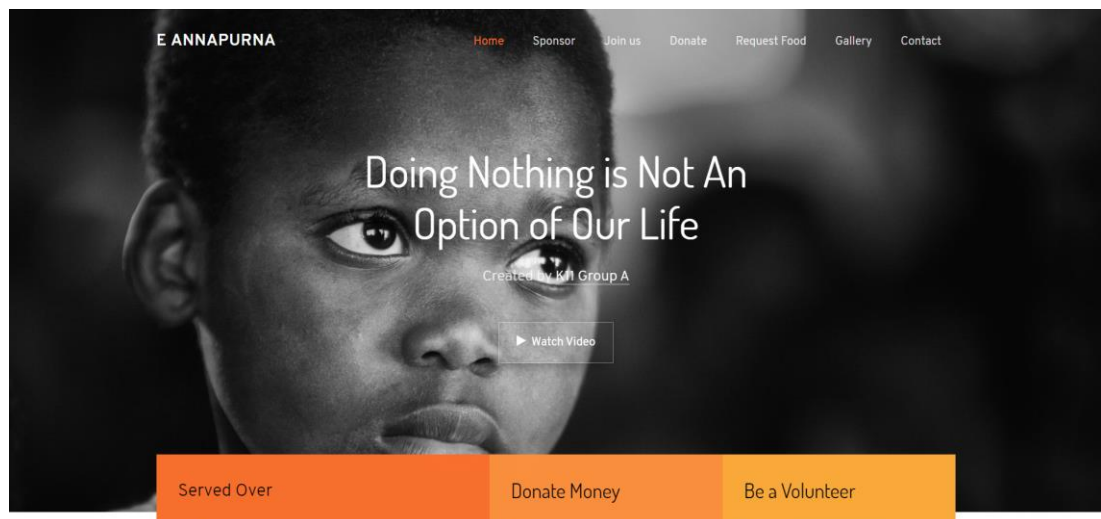 E ANNAPURNA
Home Sponsor Join us Donate Request Food Gallery Contact
Doing Nothing is Not An
Option of Our Life
Created by K11 Group A
Watch Video
Served Over
Donate Money
Be a Volunteer